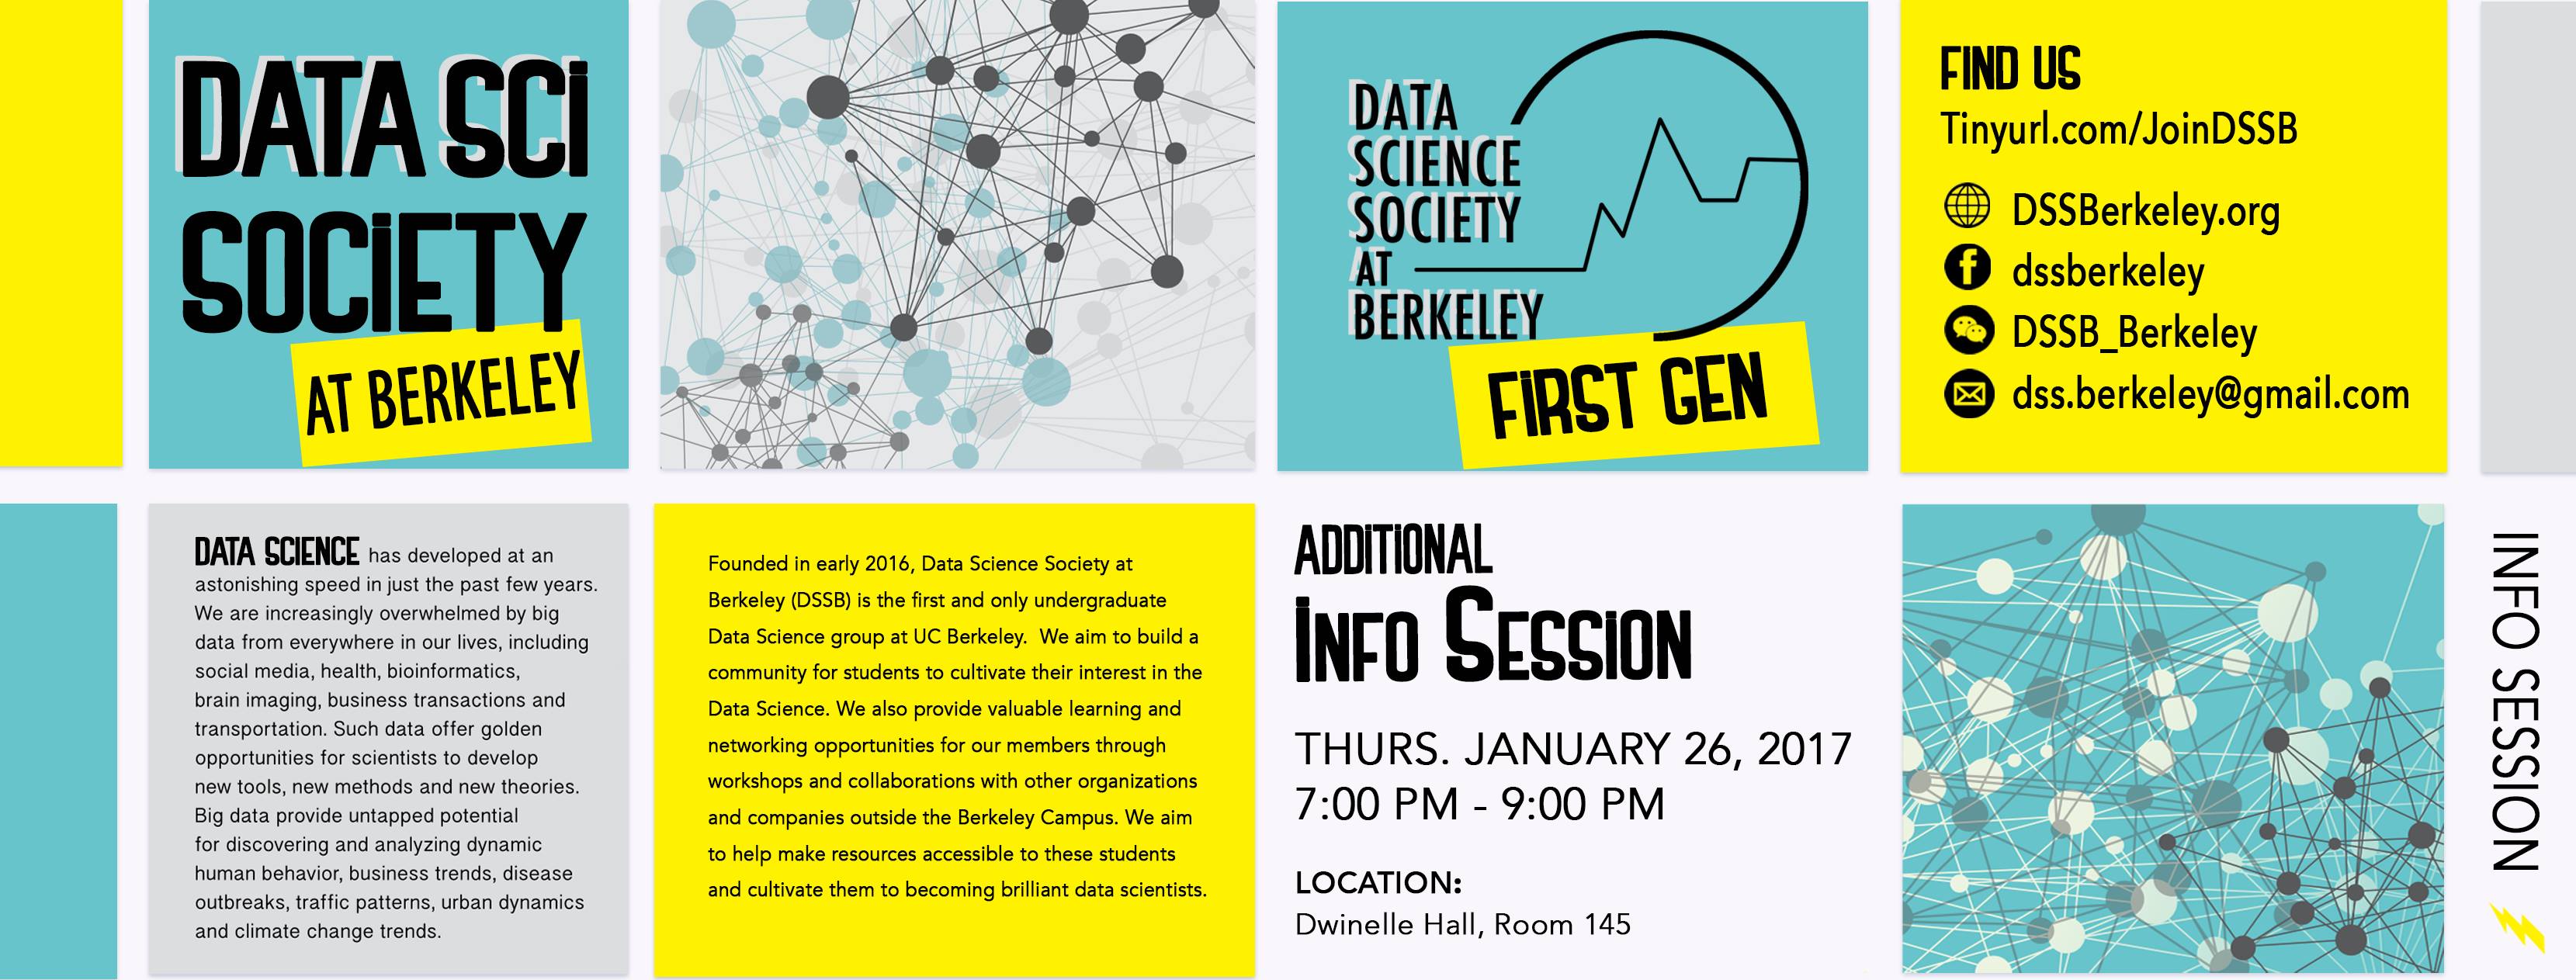 DATA SCI
SOCIETY
AT BERKELEY
DATA
SCIENCE
SOCIETY
AT
BERKELEY
FIRST GEN
FIND US
Tinyurl.com/JoinDSSB
DSSBerkeley.org
dssberkeley
DSSB_Berkeley
dss.berkeley@gmail.com
DATA SCIENCE has developed at an
astonishing speed in just the past few years.
We are increasingly overwhelmed by big
data from everywhere in our lives, including
social media, health, bioinformatics,
brain imaging, business transactions and
transportation. Such data offer golden
opportunities for scientists to develop
new tools, new methods and new theories.
Big data provide untapped potential
for discovering and analyzing dynamic
human behavior, business trends, disease
outbreaks, traffic patterns, urban dynamics
and climate change trends.
Founded in early 2016, Data Science Society at
Berkeley (DSSB) is the first and only undergraduate
Data Science group at UC Berkeley.  We aim to build a
community for students to cultivate their interest in the
Data Science. We also provide valuable learning and
networking opportunities for our members through
workshops and collaborations with other organizations
and companies outside the Berkeley Campus. We aim
to help make resources accessible to these students
and cultivate them to becoming brilliant data scientists.
ADDITIONAL
INFO SESSION
THURS. JANUARY 26, 2017
7:00 PM - 9:00 PM
LOCATION:
Dwinelle Hall, Room 145
INFO SESSION